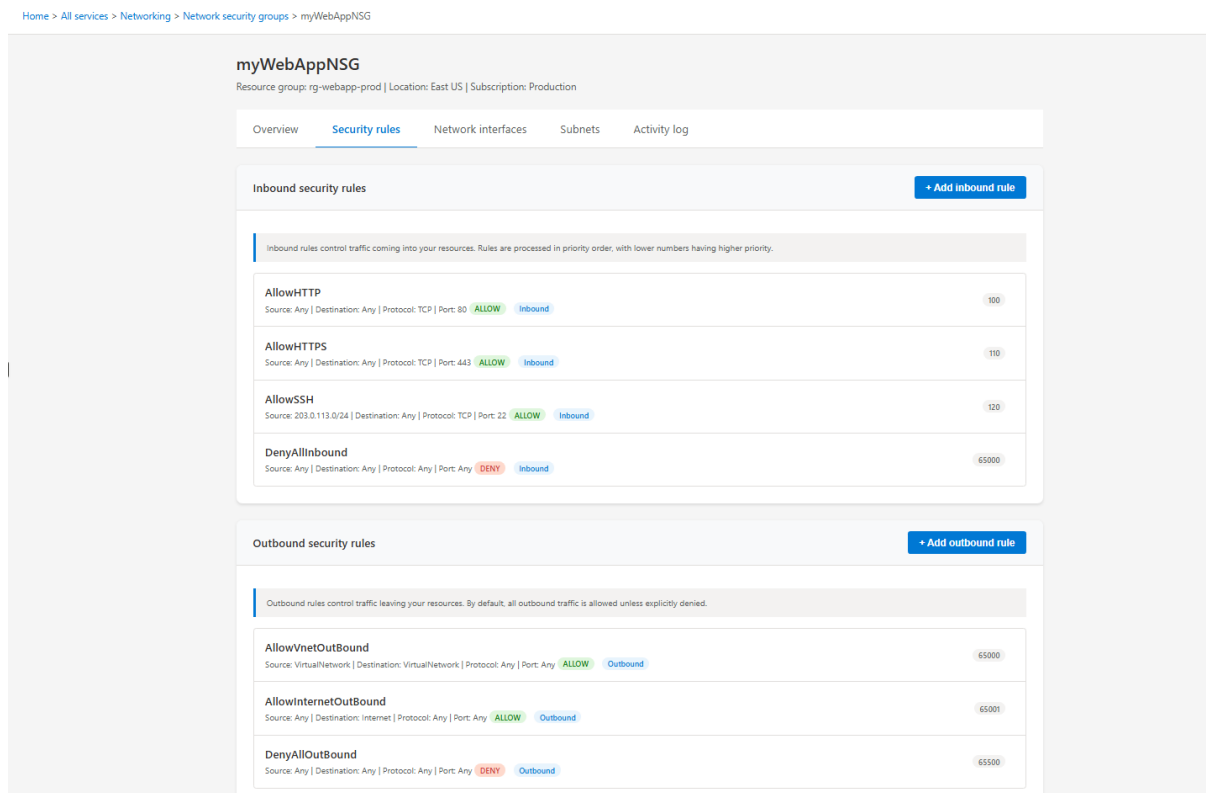 Home > All services > Networking > Network security groups > myWebAppNSG
myWebAppNSG
Resource group: rg-webapp-prod | Location: East US | Subscription: Production
Overview Security rules Network interfaces Subnets Activity log
Inbound security rules + Add inbound rule
Inbound rules control traffic coming into your resources. Rules are processed in priority order, with lower numbers having higher priority.
AllowHTTP
Source: Any | Destination: Any | Protocol: TCP | Port: 80 ALLOW Inbound 100
AllowHTTPS
Source: Any | Destination: Any | Protocol: TCP | Port: 443 ALLOW Inbound 110
AllowSSH
Source: 203.0.113.0/24 | Destination: Any | Protocol: TCP | Port: 22 ALLOW Inbound 120
DenyAllInbound
Source: Any | Destination: Any | Protocol: Any | Port: Any DENY Inbound 65000
Outbound security rules + Add outbound rule
Outbound rules control traffic leaving your resources. By default, all outbound traffic is allowed unless explicitly denied.
AllowVnetOutBound
Source: VirtualNetwork | Destination: VirtualNetwork | Protocol: Any | Port: Any ALLOW Outbound 65000
AllowInternetOutBound
Source: Any | Destination: Internet | Protocol: Any | Port: Any ALLOW Outbound 65001
DenyAllOutBound
Source: Any | Destination: Any | Protocol: Any | Port: Any DENY Outbound 65500